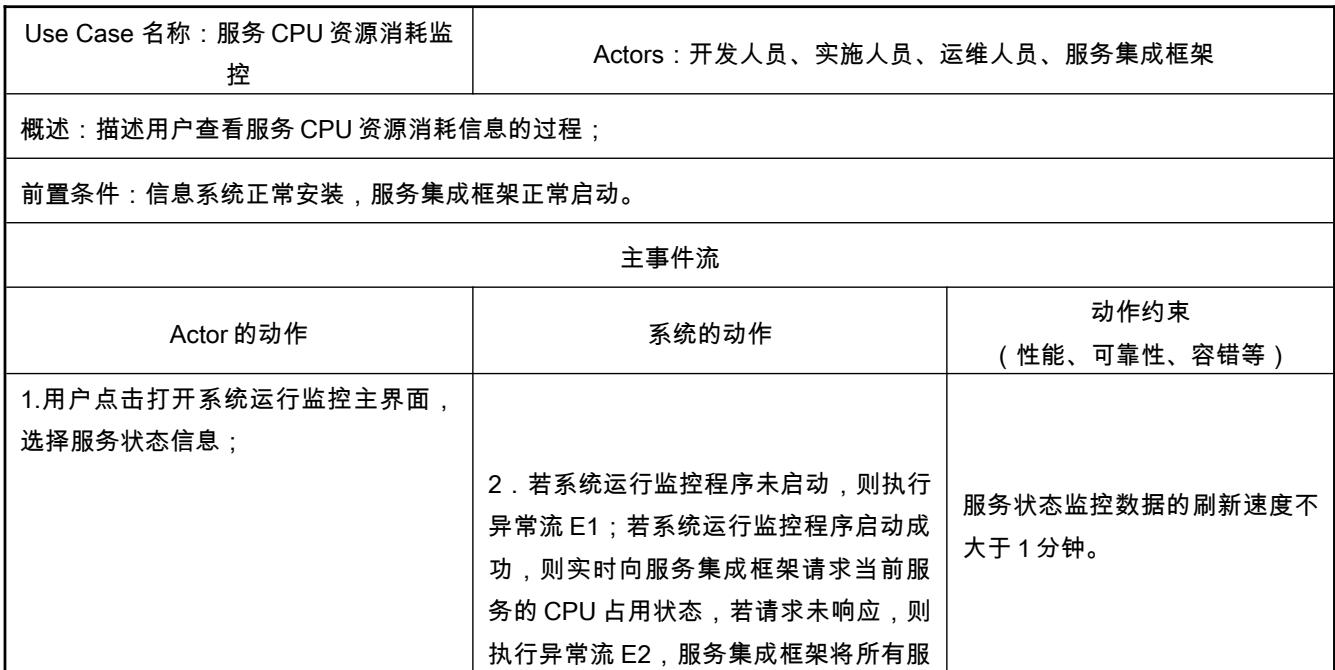 Use Case 名称：服务 CPU 资源消耗监
控
Actors：开发人员、实施人员、运维人员、服务集成框架
概述：描述用户查看服务 CPU 资源消耗信息的过程；
前置条件：信息系统正常安装，服务集成框架正常启动。
主事件流
Actor 的动作
系统的动作
动作约束
（性能、可靠性、容错等）
1.用户点击打开系统运行监控主界面，
选择服务状态信息；
2．若系统运行监控程序未启动，则执行
异常流 E1；若系统运行监控程序启动成
功，则实时向服务集成框架请求当前服
务的 CPU 占用状态，若请求未响应，则
执行异常流 E2，服务集成框架将所有服
服务状态监控数据的刷新速度不
大于 1 分钟。